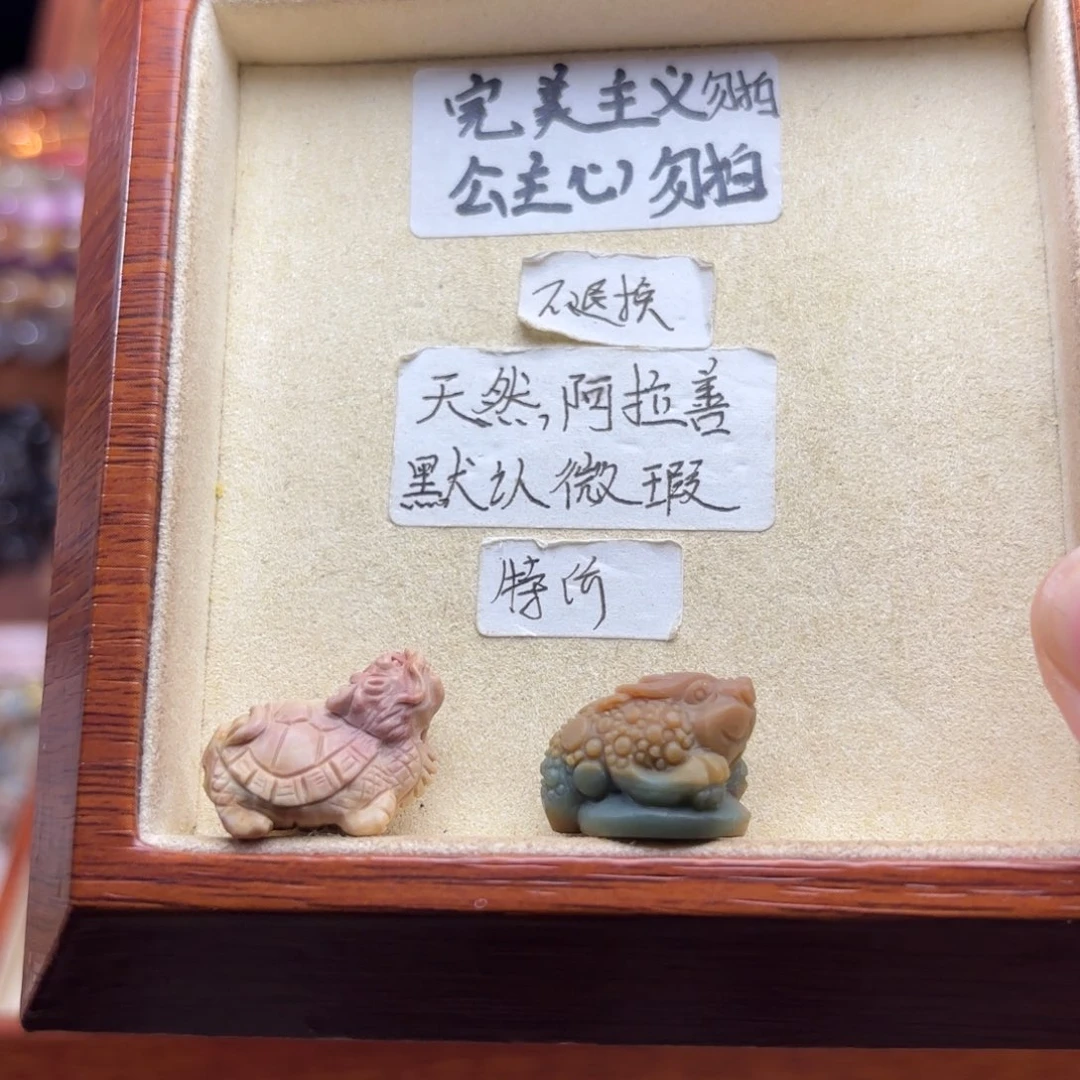 完美主义勿拍
公主心勿拍
不退换
天然,阿拉善
默认微瑕
特价